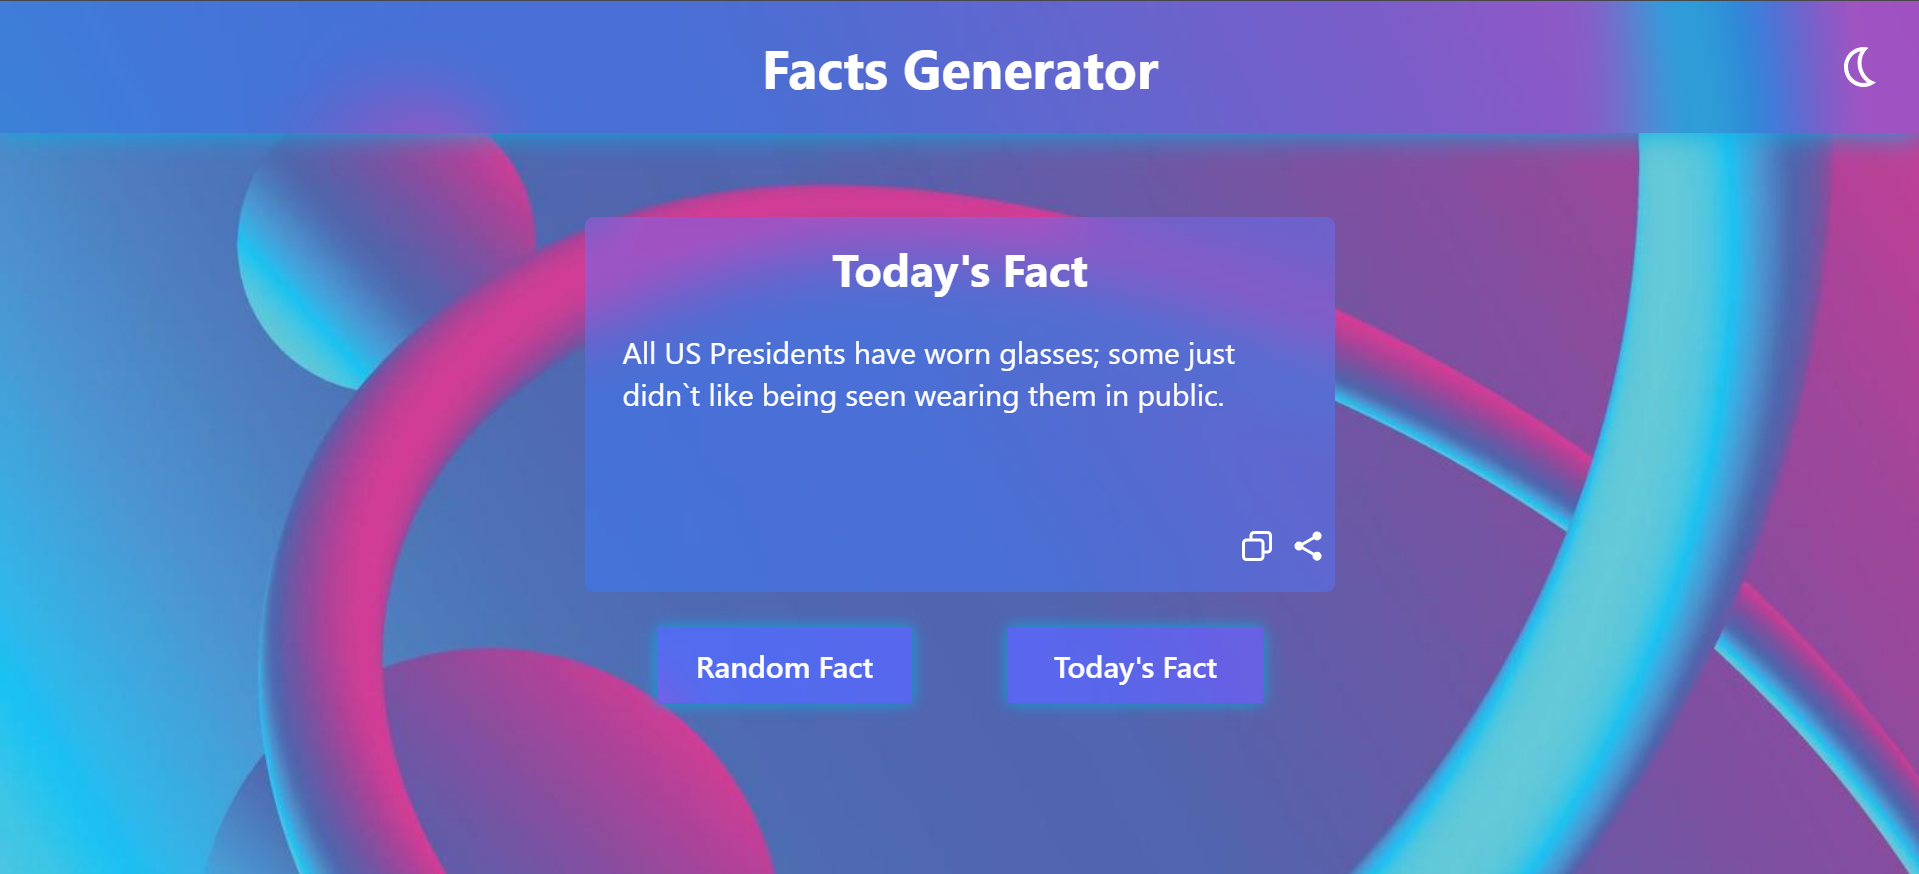 Facts Generator
Today's Fact
All US Presidents have worn glasses; some just
didn`t like being seen wearing them in public.
Random Fact
Today's Fact